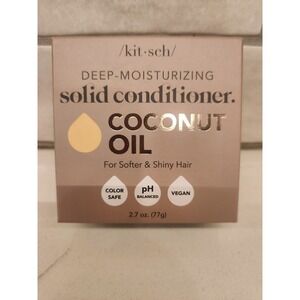 /kit·sch/
DEEP-MOISTURIZING
solid conditioner.
COCONUT
OIL
For Softer & Shiny Hair
COLOR
SAFE
pH
BALANCED
VEGAN
2.7 oz. (77g)